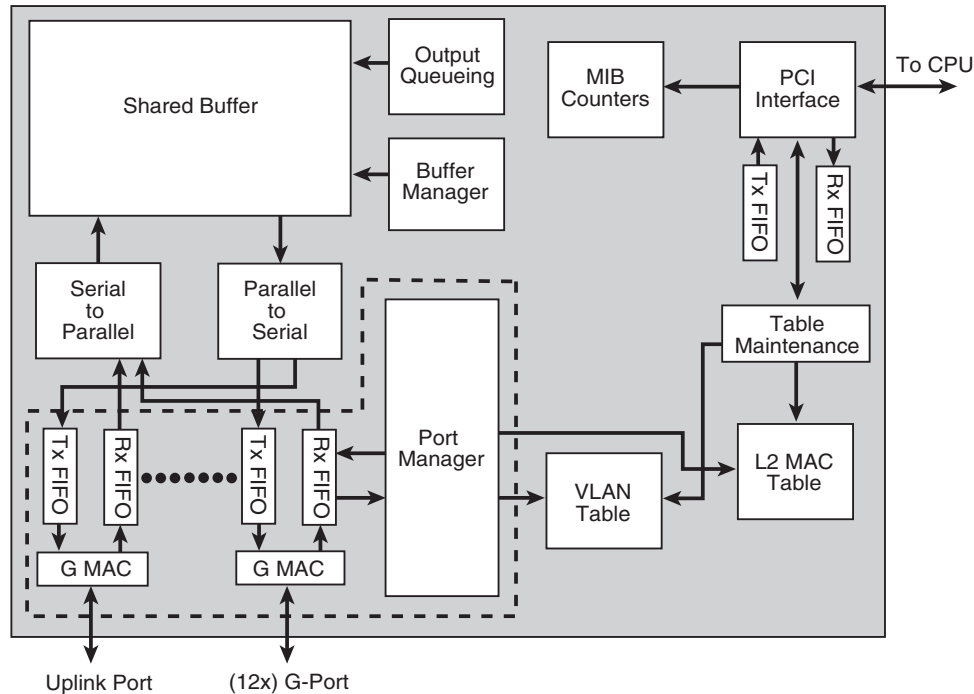 Shared Buffer
Output
Queueing
MIB
Counters
PCI
Interface
To CPU
Buffer
Manager
Tx FIFO
Rx FIFO
Serial
to
Parallel
Parallel
to
Serial
Table
Maintenance
Tx FIFO
Rx FIFO
Tx FIFO
Rx FIFO
Port
Manager
VLAN
Table
L2 MAC
Table
G MAC
G MAC
Uplink Port
(12x) G-Port